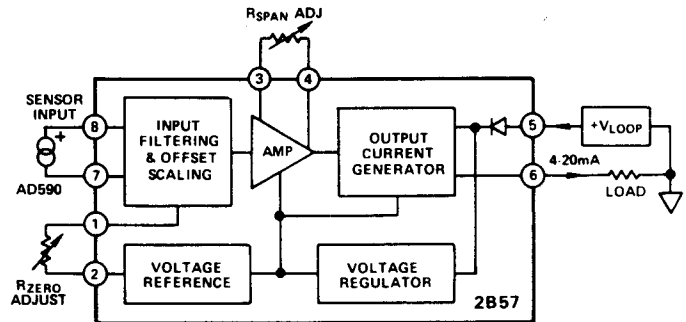 RSPAN ADJ
3
4
SENSOR
INPUT
8
+
7
AD590
1
2
RZERO
ADJUST
INPUT
FILTERING
& OFFSET
SCALING
AMP
OUTPUT
CURRENT
GENERATOR
5
+VLOOP
4-20mA
6
LOAD
VOLTAGE
REFERENCE
VOLTAGE
REGULATOR
2B57